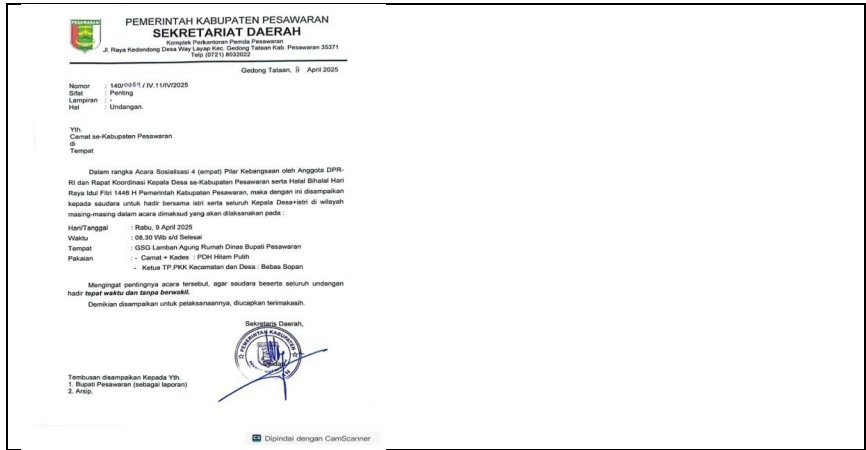 PESAWARAN
PEMERINTAH KABUPATEN PESAWARAN
SEKRETARIAT DAERAH
Komplek Perkantoran Pemda Pesawaran
Jl. Raya Kedondong Desa Way Layap Kec. Gedong Tataan Kab. Pesawaran 35371
Telp (0721) 8032022
Gedong Tataan, 8 April 2025
Nomor : 140/ / IV.11/IV/2025
Sifat : Penting
Lampiran : -
Hal : Undangan.
Yth.
Camat se-Kabupaten Pesawaran
di
Tempat
Dalam rangka Acara Sosialisasi 4 (empat) Pilar Kebangsaan oleh Anggota DPR-
RI dan Rapat Koordinasi Kepala Desa se-Kabupaten Pesawaran serta Halal Bihalal Hari
Raya Idul Fitri 1446 H Pemerintah Kabupaten Pesawaran, maka dengan ini disampaikan
kepada saudara untuk hadir bersama istri serta seluruh Kepala Desa+istri di wilayah
masing-masing dalam acara dimaksud yang akan dilaksanakan pada :
Hari/Tanggal : Rabu, 9 April 2025
Waktu : 08.30 Wib s/d Selesai
Tempat : GSG Lamban Agung Rumah Dinas Bupati Pesawaran
Pakaian : - Camat + Kades : PDH Hitam Putih
- Ketua TP.PKK Kecamatan dan Desa : Bebas Sopan
Mengingat pentingnya acara tersebut, agar saudara beserta seluruh undangan
hadir tepat waktu dan tanpa berwakil.
Demikian disampaikan untuk pelaksanaannya, diucapkan terimakasih.
Sekretaris Daerah,
PEMERINTAH KABUPATEN
Tembusan disampaikan Kepada Yth.
1. Bupati Pesawaran (sebagai laporan)
2. Arsip.
CS Dipindai dengan CamScanner